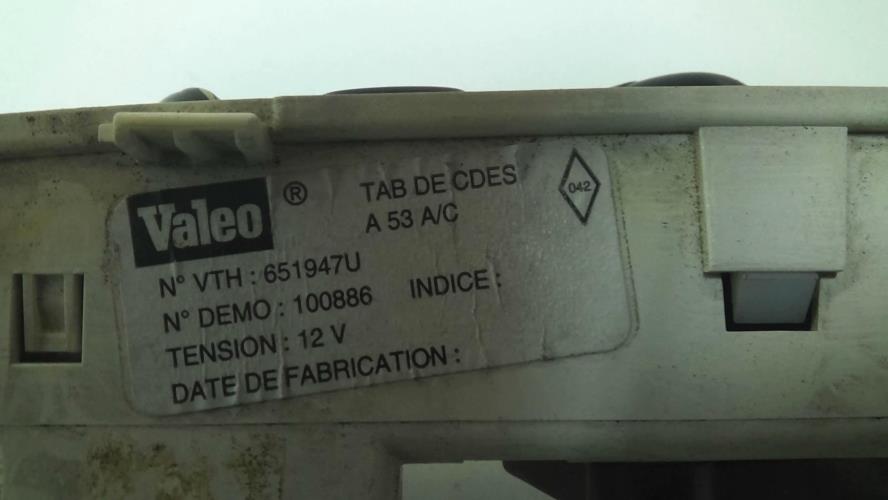 Valeo ® TAB DE CDES 042
A 53 A/C
N° VTH : 651947U
N° DEMO : 100886 INDICE :
TENSION : 12 V
DATE DE FABRICATION :